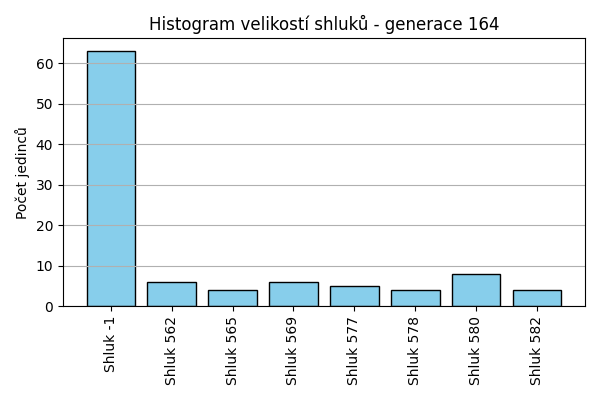 Histogram velikostí shluků - generace 164
Počet jedinců
60
50
40
30
20
10
0
Shluk -1
Shluk 562
Shluk 565
Shluk 569
Shluk 577
Shluk 578
Shluk 580
Shluk 582